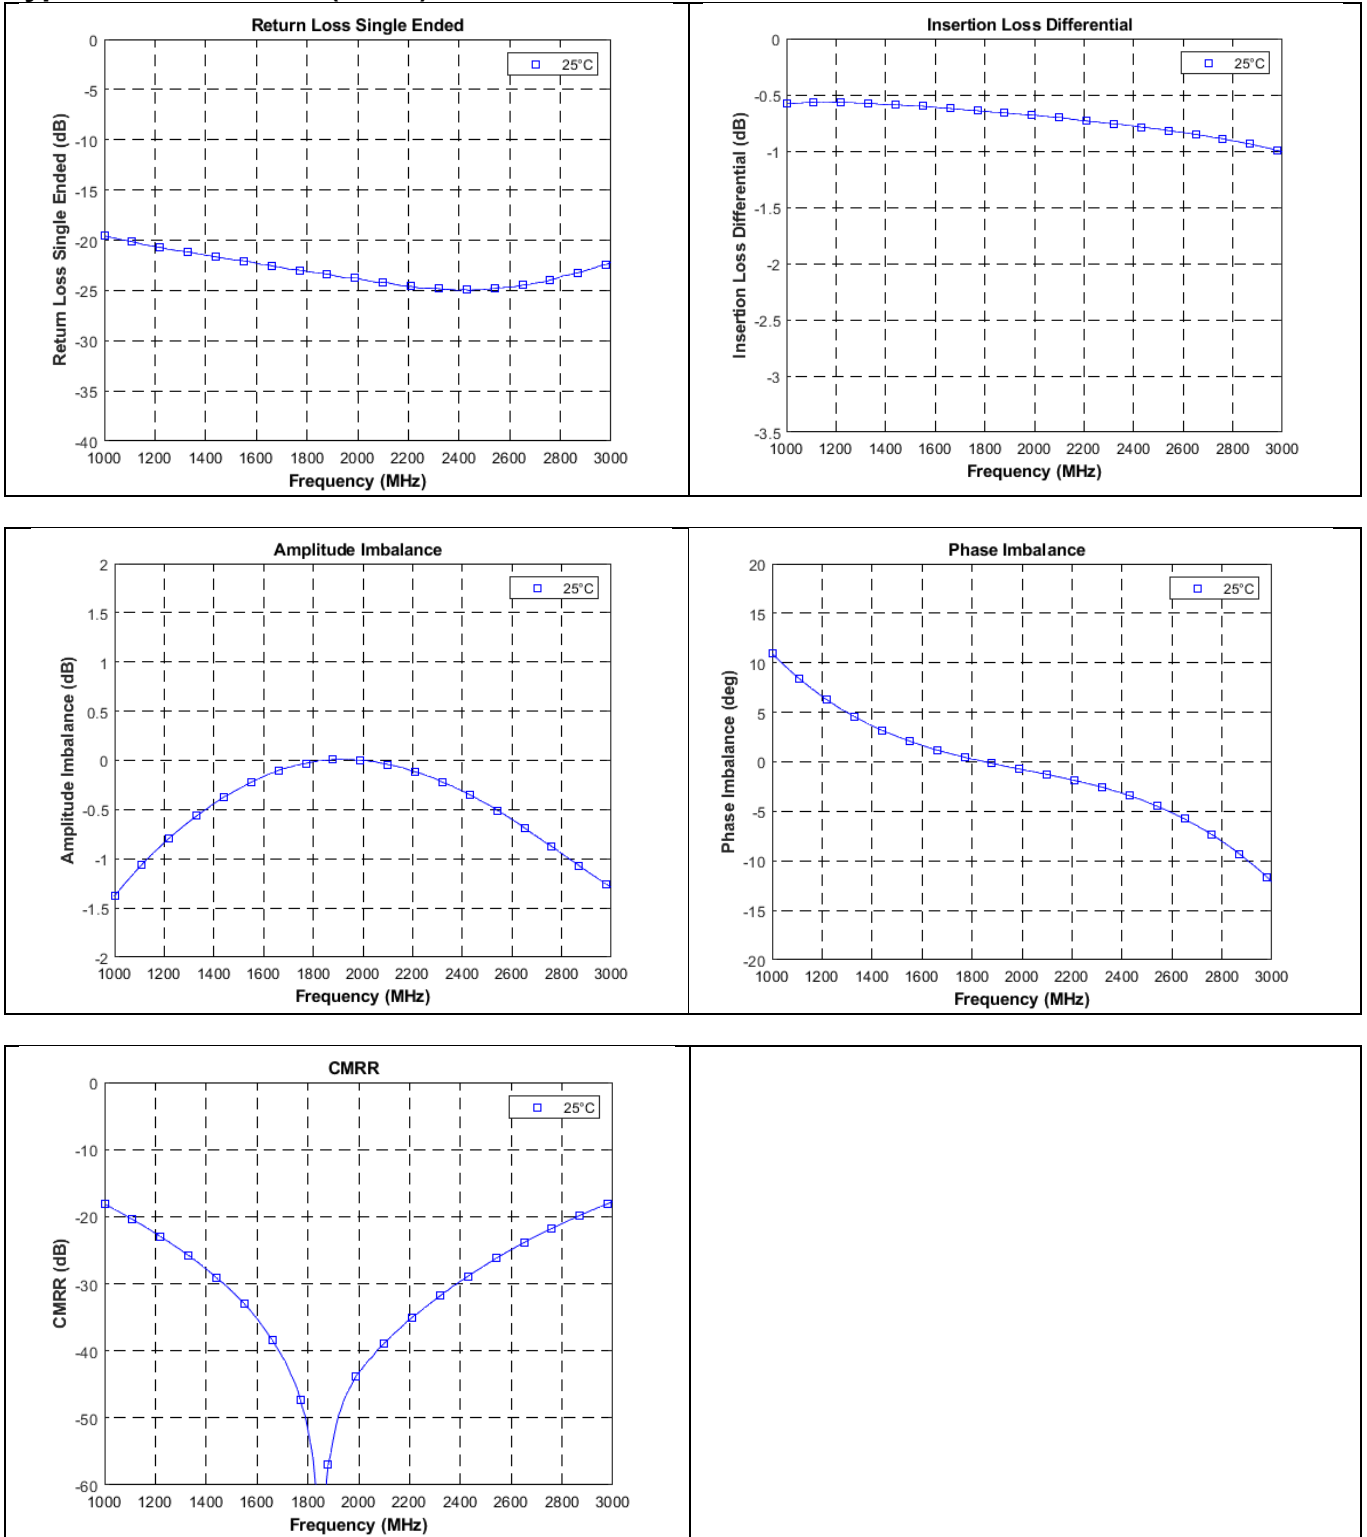 Return Loss Single Ended
25°C
0
-5
-10
-15
-20
-25
-30
-35
-40
Return Loss Single Ended (dB)
1000 1200 1400 1600 1800 2000 2200 2400 2600 2800 3000
Frequency (MHz)
Insertion Loss Differential
25°C
0
-0.5
-1
-1.5
-2
-2.5
-3
-3.5
Insertion Loss Differential (dB)
1000 1200 1400 1600 1800 2000 2200 2400 2600 2800 3000
Frequency (MHz)
Amplitude Imbalance
25°C
2
1.5
1
0.5
0
-0.5
-1
-1.5
-2
Amplitude Imbalance (dB)
1000 1200 1400 1600 1800 2000 2200 2400 2600 2800 3000
Frequency (MHz)
Phase Imbalance
25°C
20
15
10
5
0
-5
-10
-15
-20
Phase Imbalance (deg)
1000 1200 1400 1600 1800 2000 2200 2400 2600 2800 3000
Frequency (MHz)
CMRR
25°C
0
-10
-20
-30
-40
-50
-60
CMRR (dB)
1000 1200 1400 1600 1800 2000 2200 2400 2600 2800 3000
Frequency (MHz)